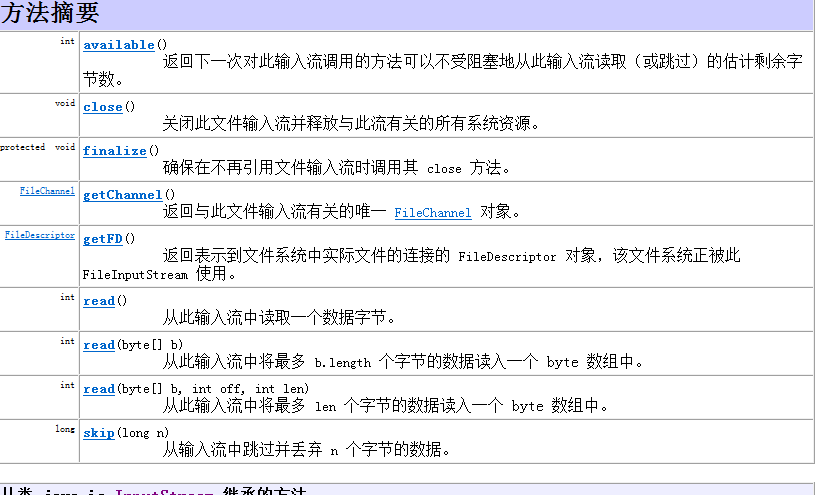 方法摘要
int available()
返回下一次对此输入流调用的方法可以不受阻塞地从此输入流读取（或跳过）的估计剩余字
节数。
void close()
关闭此文件输入流并释放与此流有关的所有系统资源。
protected void finalize()
确保在不再引用文件输入流时调用其 close 方法。
FileChannel getChannel()
返回与此文件输入流有关的唯一 FileChannel 对象。
FileDescriptor getFD()
返回表示到文件系统中实际文件的连接的 FileDescriptor 对象，该文件系统正被此
FileInputStream 使用。
int read()
从此输入流中读取一个数据字节。
int read(byte[] b)
从此输入流中将最多 b.length 个字节的数据读入一个 byte 数组中。
int read(byte[] b, int off, int len)
从此输入流中将最多 len 个字节的数据读入一个 byte 数组中。
long skip(long n)
从输入流中跳过并丢弃 n 个字节的数据。
从类 java.io.InputStream 继承的方法